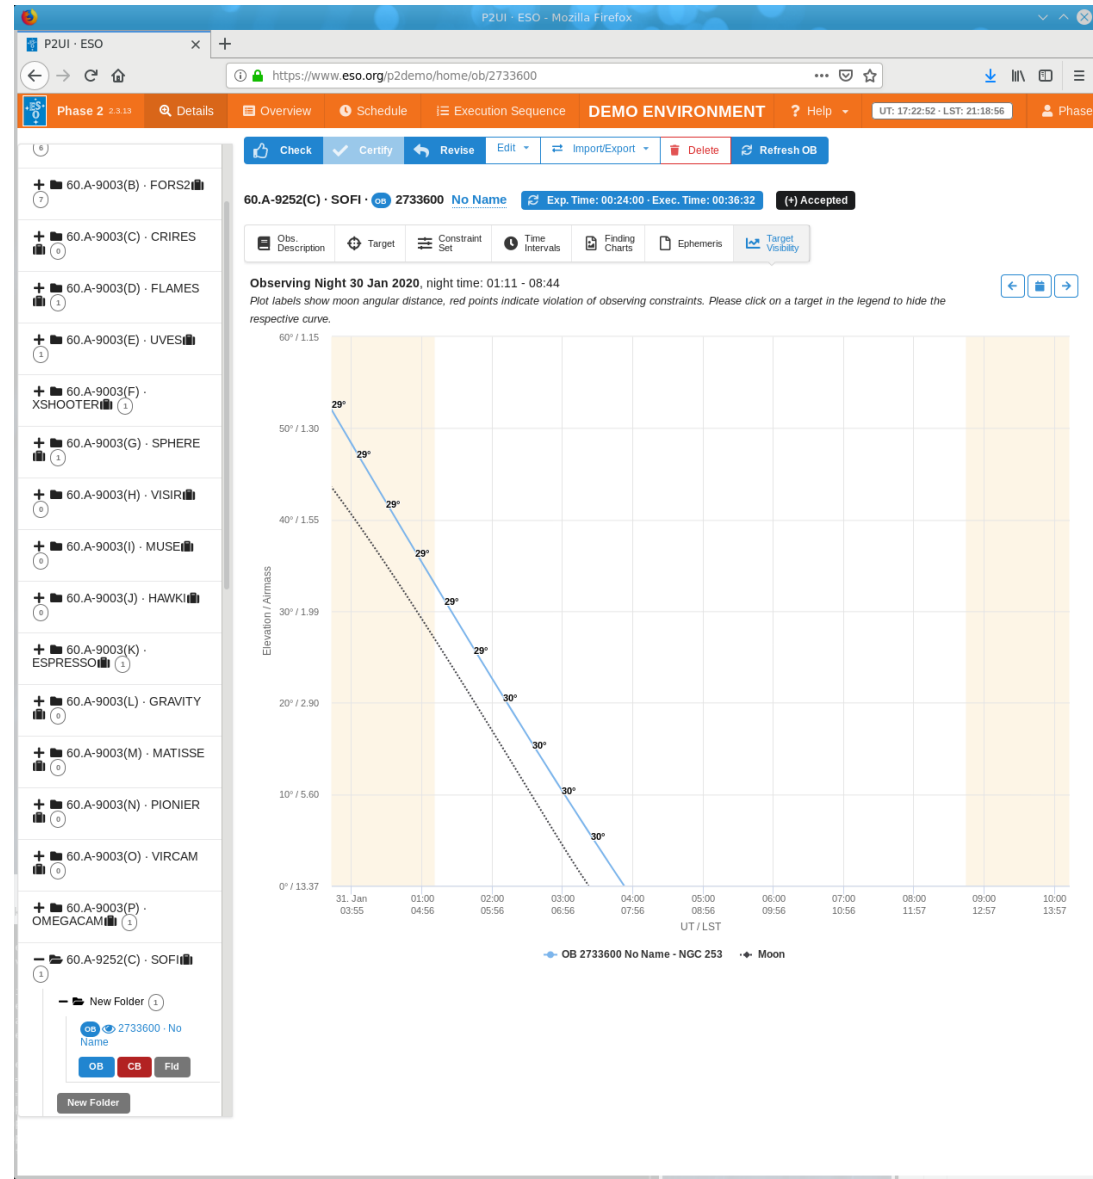 P2UI · ESO - Mozilla Firefox
P2UI · ESO
https://www.eso.org/p2demo/home/ob/2733600
Phase 2 2.3.13 Details Overview Schedule Execution Sequence DEMO ENVIRONMENT ? Help UT: 17:22:52 · LST: 21:18:56 Phase
Check Certify Revise Edit Import/Export Delete Refresh OB
60.A-9252(C) · SOFI · OB 2733600 No Name Exp. Time: 00:24:00 · Exec. Time: 00:36:32 (+) Accepted
Obs. Description Target Constraint Set Time Intervals Finding Charts Ephemeris Target Visibility
Observing Night 30 Jan 2020, night time: 01:11 - 08:44
Plot labels show moon angular distance, red points indicate violation of observing constraints. Please click on a target in the legend to hide the
respective curve.
6
60.A-9003(B) · FORS2
7
60.A-9003(C) · CRIRES
0
60.A-9003(D) · FLAMES
1
60.A-9003(E) · UVES
1
60.A-9003(F) ·
XSHOOTER 1
60.A-9003(G) · SPHERE
1
60.A-9003(H) · VISIR
0
60.A-9003(I) · MUSE
0
60.A-9003(J) · HAWKI
0
60.A-9003(K) ·
ESPRESSO 1
60.A-9003(L) · GRAVITY
0
60.A-9003(M) · MATISSE
0
60.A-9003(N) · PIONIER
0
60.A-9003(O) · VIRCAM
0
60.A-9003(P) ·
OMEGACAM 1
60.A-9252(C) · SOFI
1
New Folder 1
OB 2733600 · No
Name
OB CB Fld
New Folder
Elevation / Airmass
60° / 1.15
50° / 1.30
40° / 1.55
30° / 1.99
20° / 2.90
10° / 5.60
0° / 13.37
29°
29°
29°
29°
29°
29°
30°
30°
30°
30°
31. Jan 01:00 02:00 03:00 04:00 05:00 06:00 07:00 08:00 09:00 10:00
03:55 04:56 05:56 06:56 07:56 08:56 09:56 10:56 11:57 12:57 13:57
UT / LST
OB 2733600 No Name - NGC 253 Moon